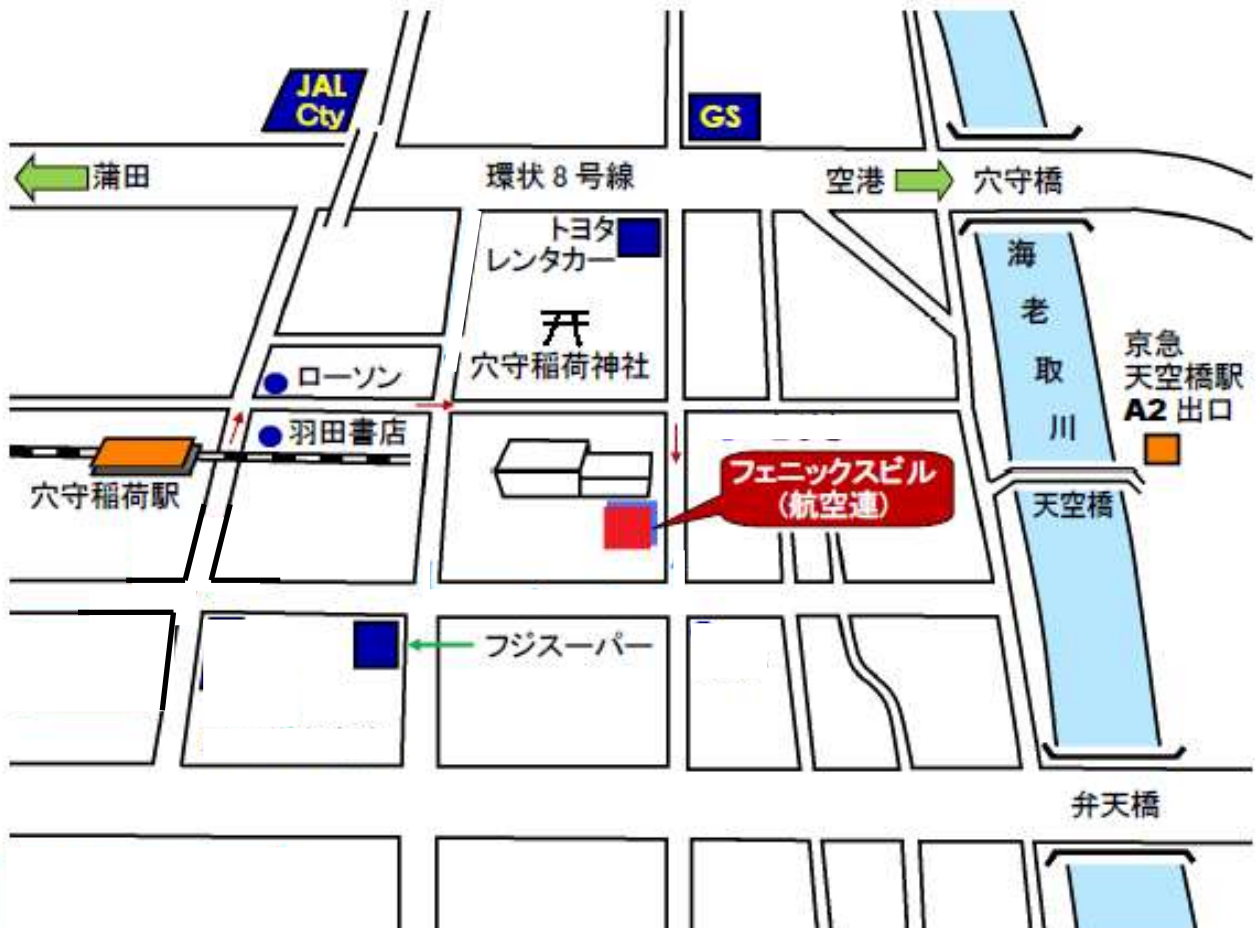 JAL
Cty
GS
蒲田
環状8号線
空港
穴守橋
トヨタ
レンタカー
海老取川
穴守稲荷神社
京急
天空橋駅
A2 出口
ローソン
羽田書店
穴守稲荷駅
フェニックスビル
(航空連)
天空橋
フジスーパー
弁天橋